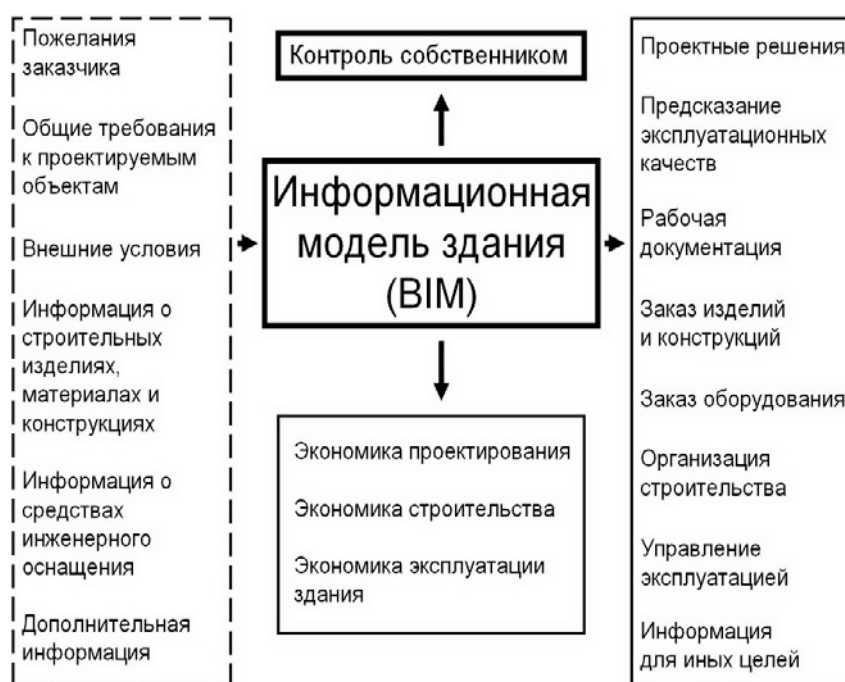 Пожелания
заказчика
Общие требования
к проектируемым
объектам
Внешние условия
Информация о
строительных
изделиях,
материалах и
конструкциях
Информация о
средствах
инженерного
оснащения
Дополнительная
информация
Контроль собственником
Информационная
модель здания
(BIM)
Экономика проектирования
Экономика строительства
Экономика эксплуатации
здания
Проектные решения
Предсказание
эксплуатационных
качеств
Рабочая
документация
Заказ изделий
и конструкций
Заказ оборудования
Организация
строительства
Управление
эксплуатацией
Информация
для иных целей